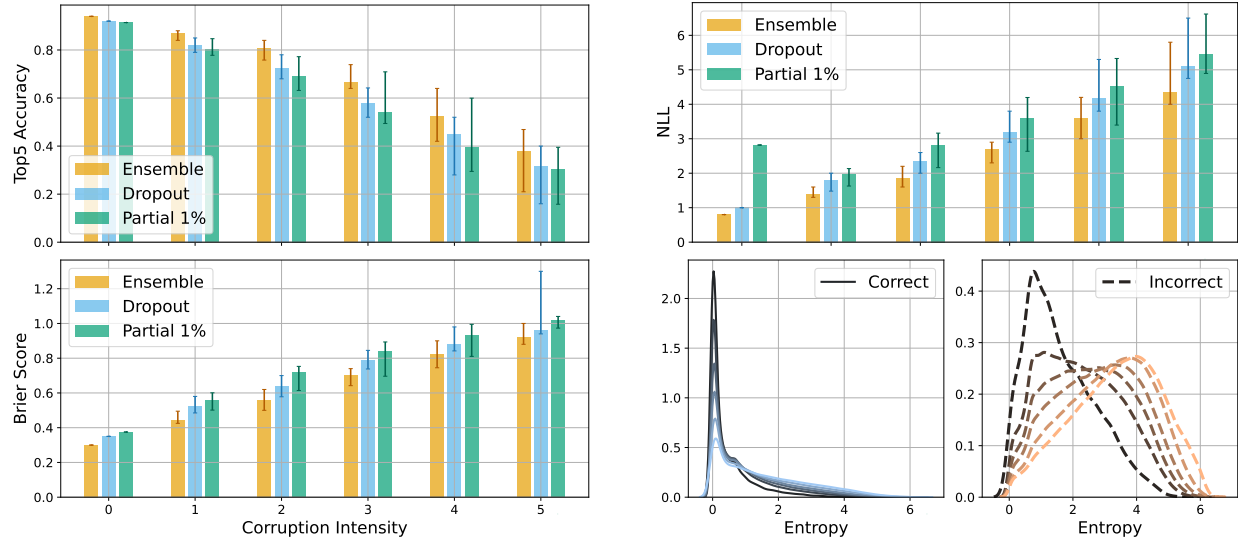 Top5 Accuracy
0.8
0.6
0.4
0.2
0.0
Ensemble
Dropout
Partial 1%
NLL
6
5
4
3
2
1
0
Ensemble
Dropout
Partial 1%
Brier Score
1.2
1.0
0.8
0.6
0.4
0.2
0.0
Ensemble
Dropout
Partial 1%
0 1 2 3 4 5
Corruption Intensity
2.0
1.5
1.0
0.5
0.0
Correct
0 2 4 6
Entropy
0.4
0.3
0.2
0.1
0.0
Incorrect
0 2 4 6
Entropy